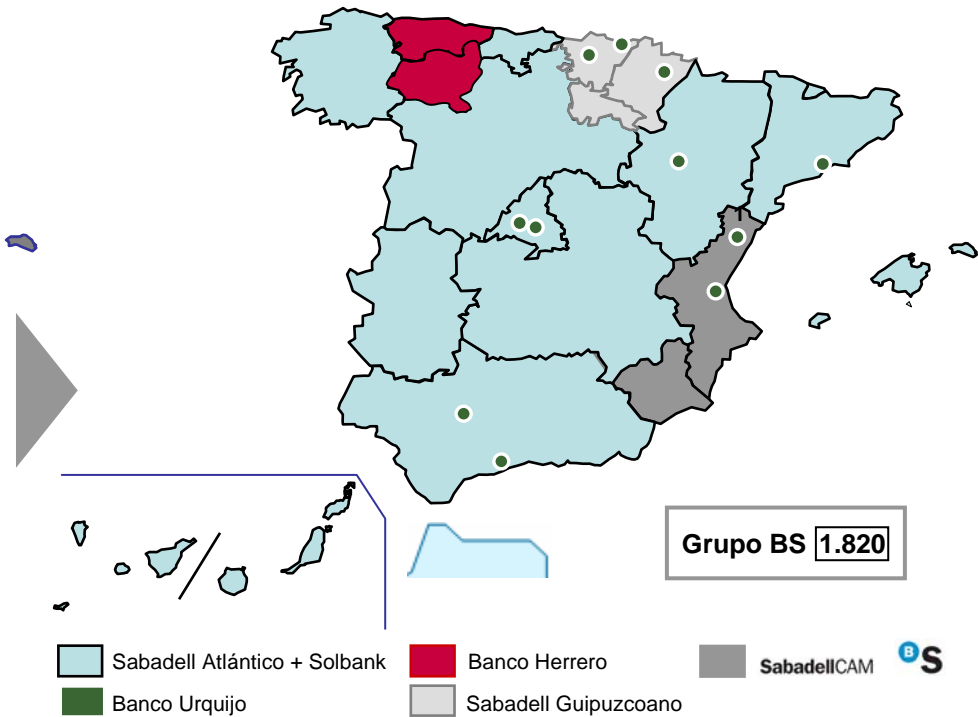 Grupo BS 1.820
Sabadell Atlántico + Solbank
Banco Herrero
SabadellCAM
BS
Banco Urquijo
Sabadell Guipuzcoano